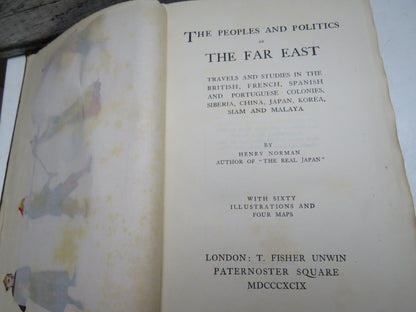 THE PEOPLES AND POLITICS
OF
THE FAR EAST
TRAVELS AND STUDIES IN THE
BRITISH, FRENCH, SPANISH
AND PORTUGUESE COLONIES,
SIBERIA, CHINA, JAPAN, KOREA,
SIAM AND MALAYA
BY
HENRY NORMAN
AUTHOR OF "THE REAL JAPAN"
WITH SIXTY
ILLUSTRATIONS AND
FOUR MAPS
LONDON: T. FISHER UNWIN
PATERNOSTER SQUARE
MDCCCXCIX